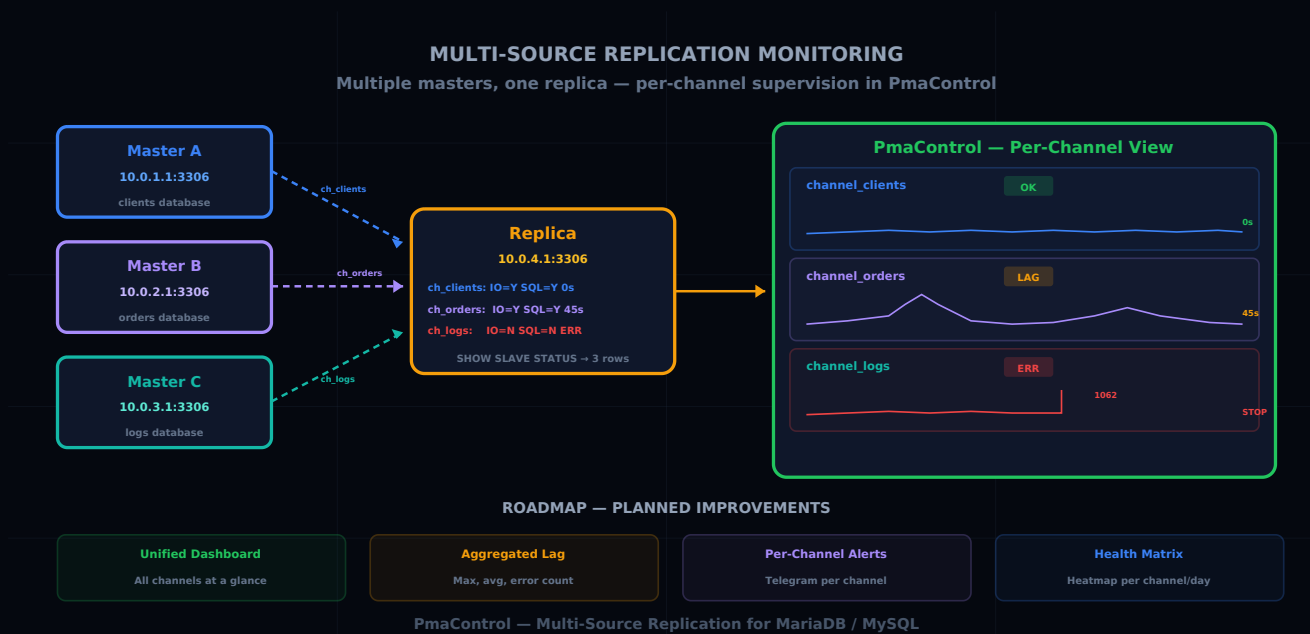 MULTI-SOURCE REPLICATION MONITORING
Multiple masters, one replica — per-channel supervision in PmaControl
Master A
10.0.1.1:3306
clients database
Master B
10.0.2.1:3306
orders database
Master C
10.0.3.1:3306
logs database
ch_clients
ch_orders
ch_logs
Replica
10.0.4.1:3306
ch_clients: IO=Y SQL=Y 0s
ch_orders: IO=Y SQL=Y 45s
ch_logs: IO=N SQL=N ERR
SHOW SLAVE STATUS → 3 rows
PmaControl — Per-Channel View
channel_clients
OK
0s
channel_orders
LAG
45s
channel_logs
ERR
1062
STOP
ROADMAP — PLANNED IMPROVEMENTS
Unified Dashboard
All channels at a glance
Aggregated Lag
Max, avg, error count
Per-Channel Alerts
Telegram per channel
Health Matrix
Heatmap per channel/day
PmaControl — Multi-Source Replication for MariaDB / MySQL